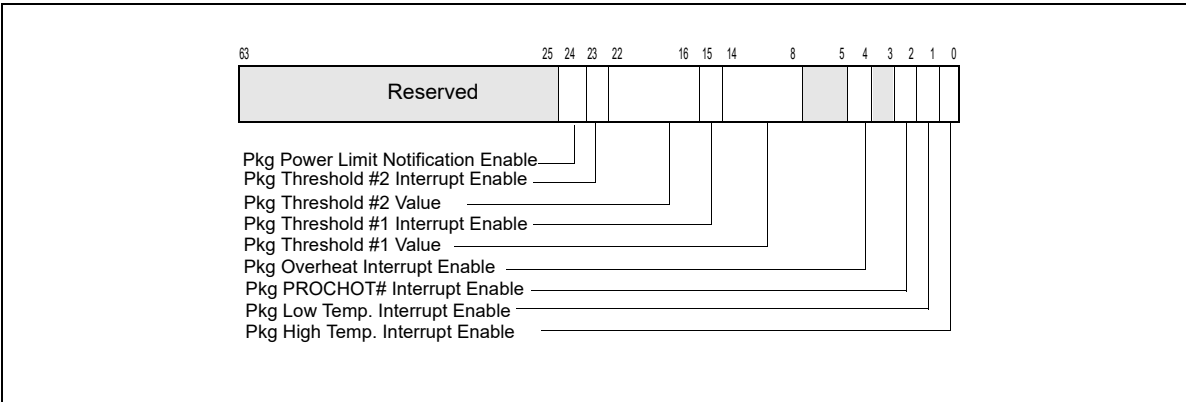 63 25 24 23 22 16 15 14 8 5 4 3 2 1 0
Reserved
Pkg Power Limit Notification Enable
Pkg Threshold #2 Interrupt Enable
Pkg Threshold #2 Value
Pkg Threshold #1 Interrupt Enable
Pkg Threshold #1 Value
Pkg Overheat Interrupt Enable
Pkg PROCHOT# Interrupt Enable
Pkg Low Temp. Interrupt Enable
Pkg High Temp. Interrupt Enable